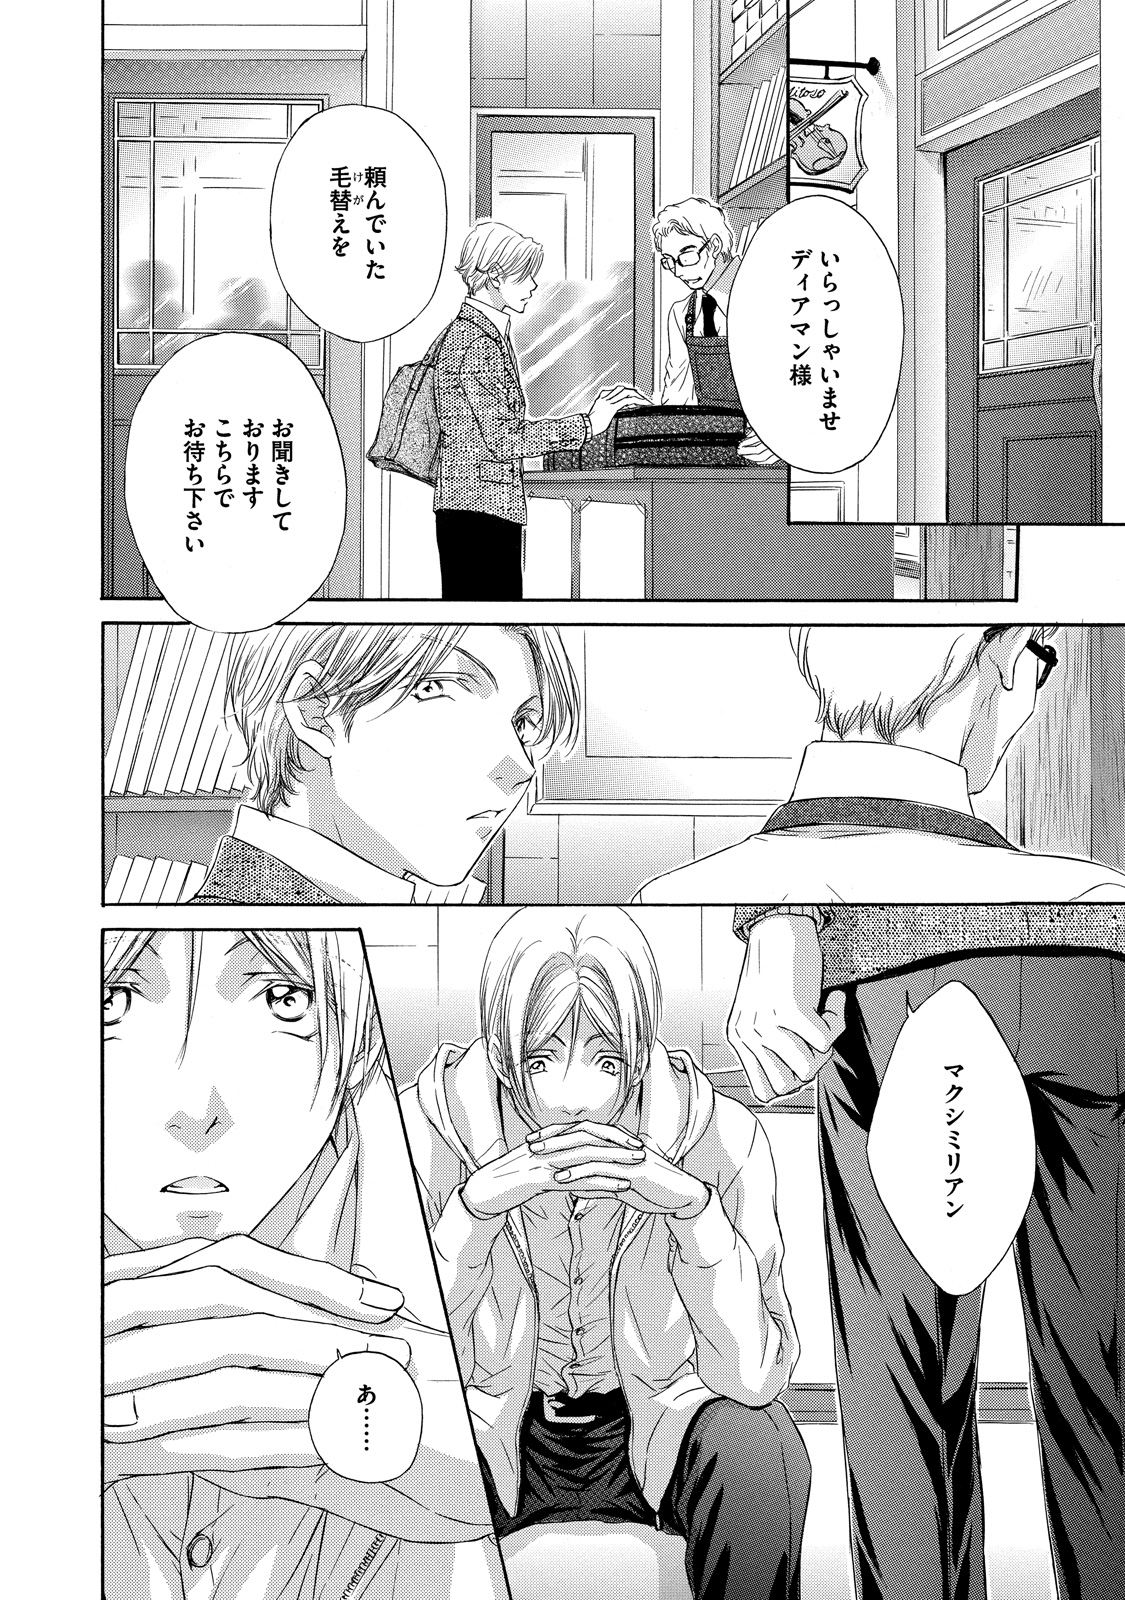 いらっしゃいませ
ディアマン様
頼んでいた
毛替えを
けが
お聞きして
おります
こちらで
お待ち下さい
マクシミリアン
あ……